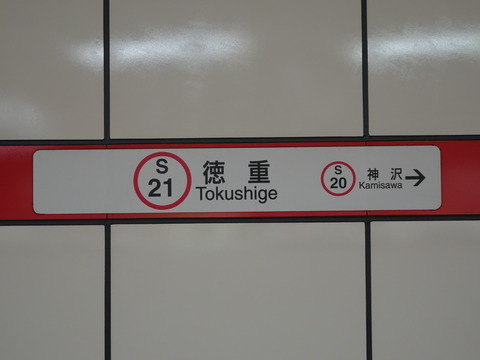 S
21
徳重
Tokushige
S
20
神沢
Kamisawa
→